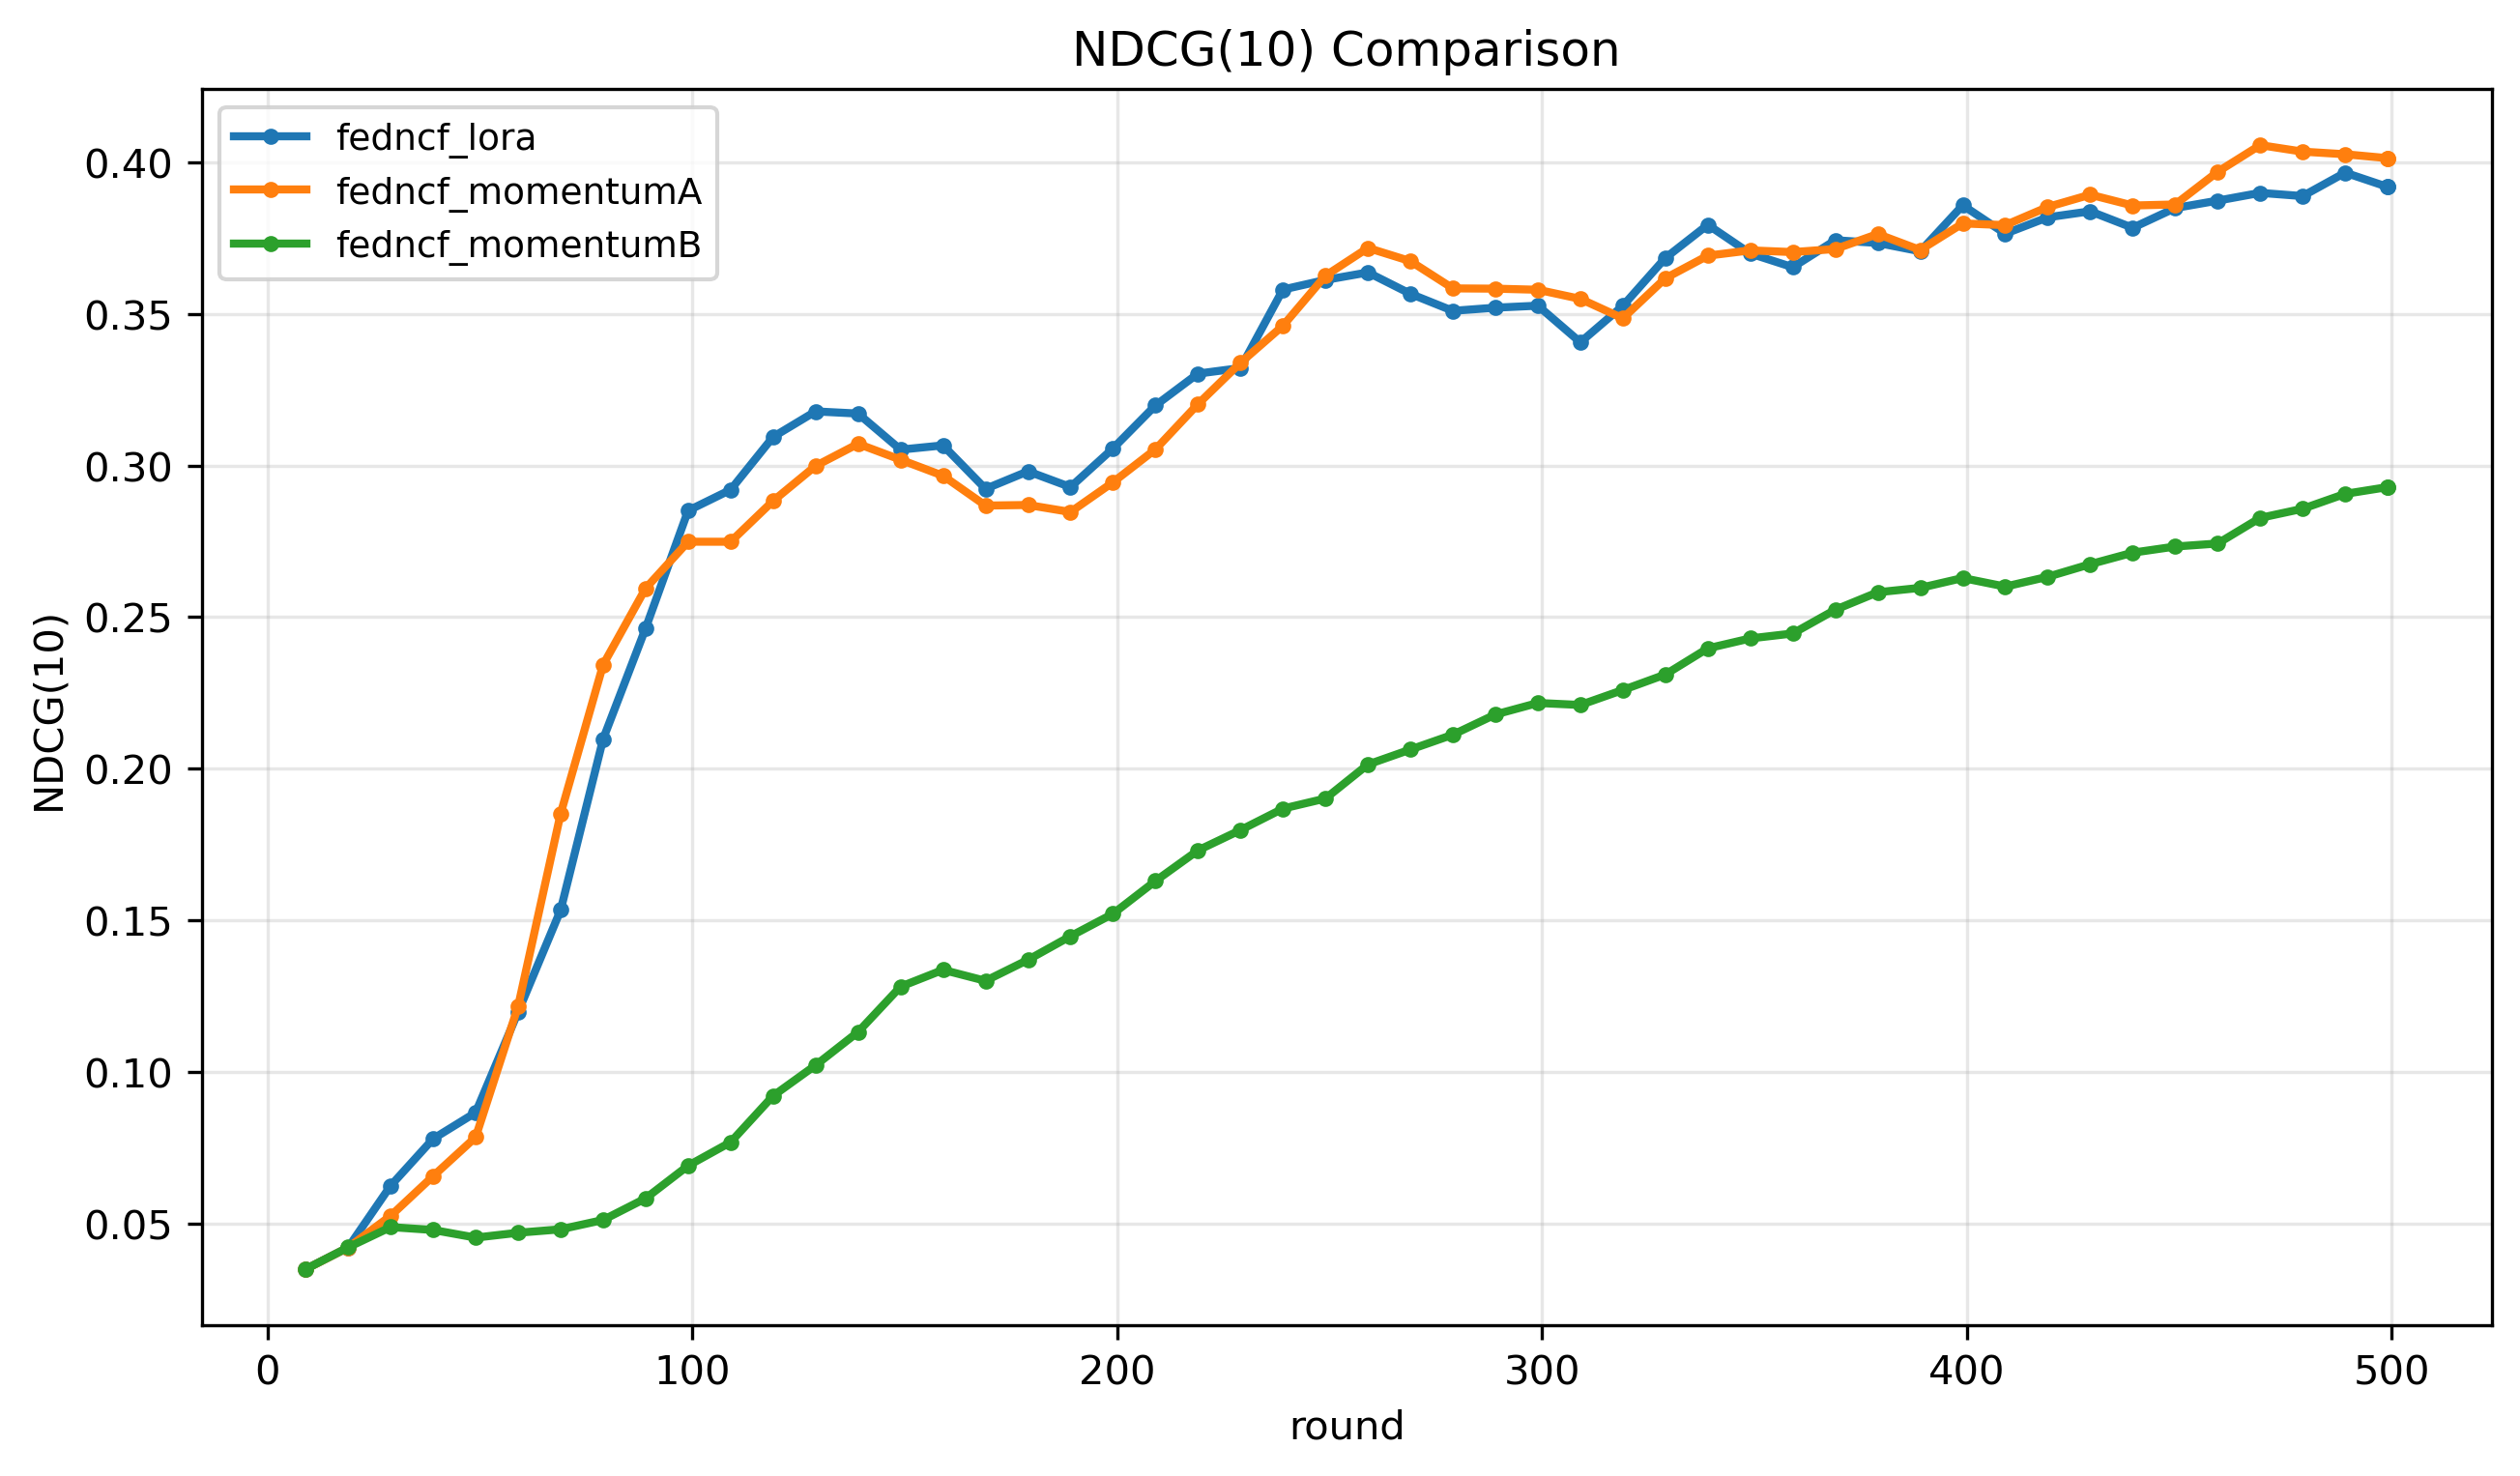 NDCG(10) Comparison
fedncf_lora
fedncf_momentumA
fedncf_momentumB
NDCG(10)
0.40
0.35
0.30
0.25
0.20
0.15
0.10
0.05
0 100 200 300 400 500
round